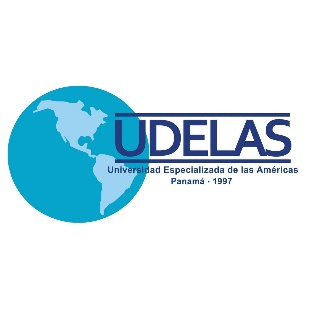 UDELAS
Universidad Especializada de las Américas
Panamá - 1997